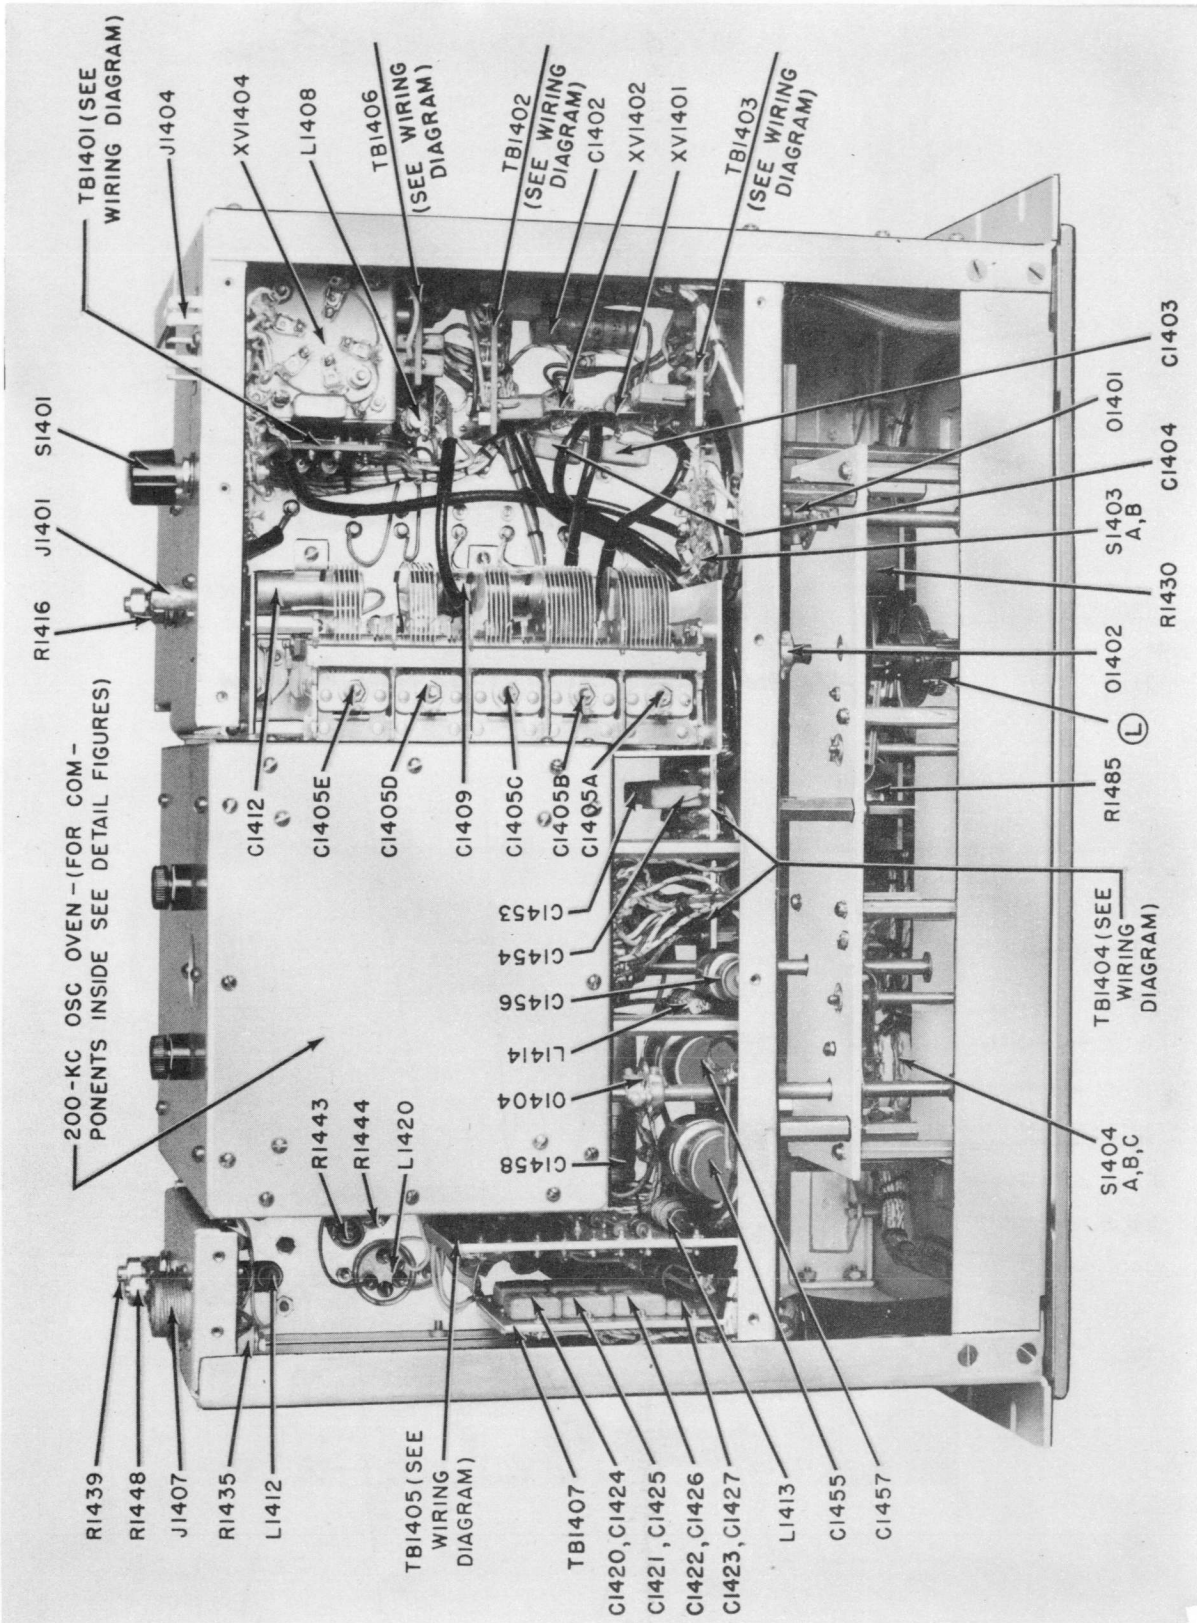 R1439
R1448
J1407
R1435
L1412
200-KC OSC OVEN-(FOR COM-
PONENTS INSIDE SEE DETAIL FIGURES)
R1416
J1401
S1401
TB1401(SEE
WIRING DIAGRAM)
J1404
XV1404
L1408
TB1406
(SEE WIRING
DIAGRAM)
TB1402
(SEE WIRING
DIAGRAM)
C1402
XV1402
XV1401
TB1403
(SEE WIRING
DIAGRAM)
R1443
R1444
L1420
C1412
C1405E
C1405D
C1409
C1405C
C1405B
C1405A
C1458
O1404
L1414
C1456
C1454
C1453
TB1405(SEE
WIRING
DIAGRAM)
TB1407
C1420,C1424
C1421,C1425
C1422,C1426
C1423,C1427
L1413
C1455
C1457
S1404
A,B,C
TB1404(SEE
WIRING
DIAGRAM)
R1485
L
O1402
R1430
S1403
A,B
O1401
C1404
C1403